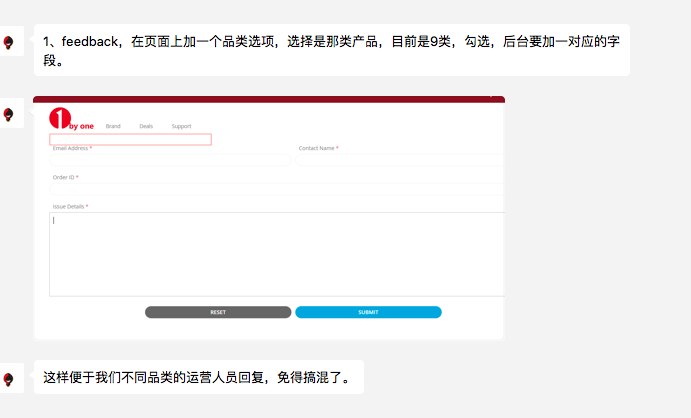 1、feedback，在页面上加一个品类选项，选择是那类产品，目前是9类，勾选，后台要加一对应的字
段。
1 by one Brand Deals Support
Email Address * Contact Name *
Order ID *
Issue Details *
RESET SUBMIT
这样便于我们不同品类的运营人员回复，免得搞混了。